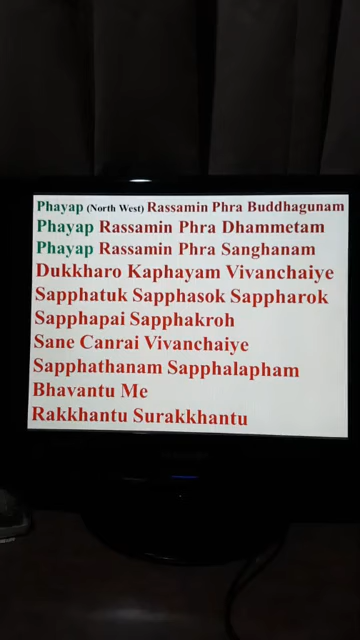 Phayap (North West) Rassamin Phra Buddhagunam
Phayap Rassamin Phra Dhammetam
Phayap Rassamin Phra Sanghanam
Dukkharo Kaphayam Vivanchaiye
Sapphatuk Sapphasok Sappharok
Sapphapai Sapphakroh
Sane Canrai Vivanchaiye
Sapphathanam Sapphalapham
Bhavantu Me
Rakkhantu Surakkhantu